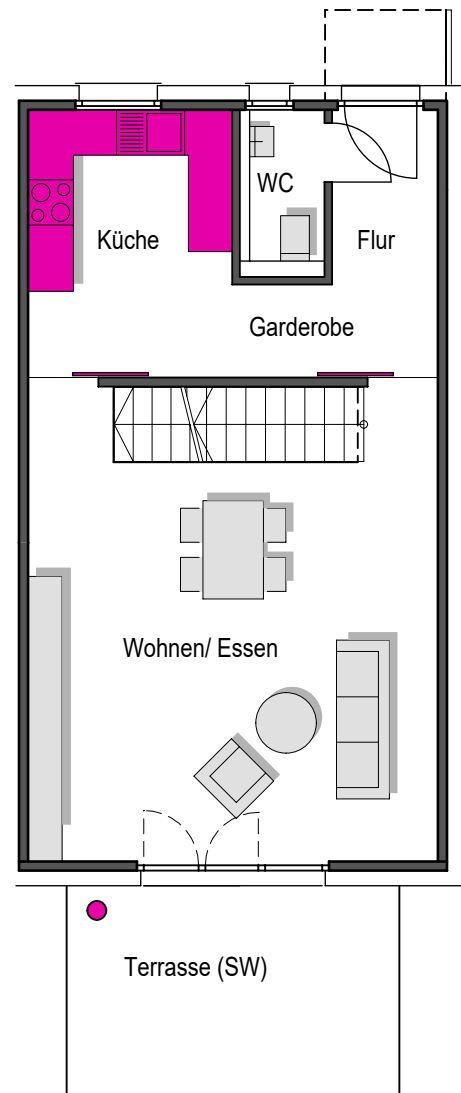 WC
Küche
Flur
Garderobe
Wohnen/ Essen
Terrasse (SW)